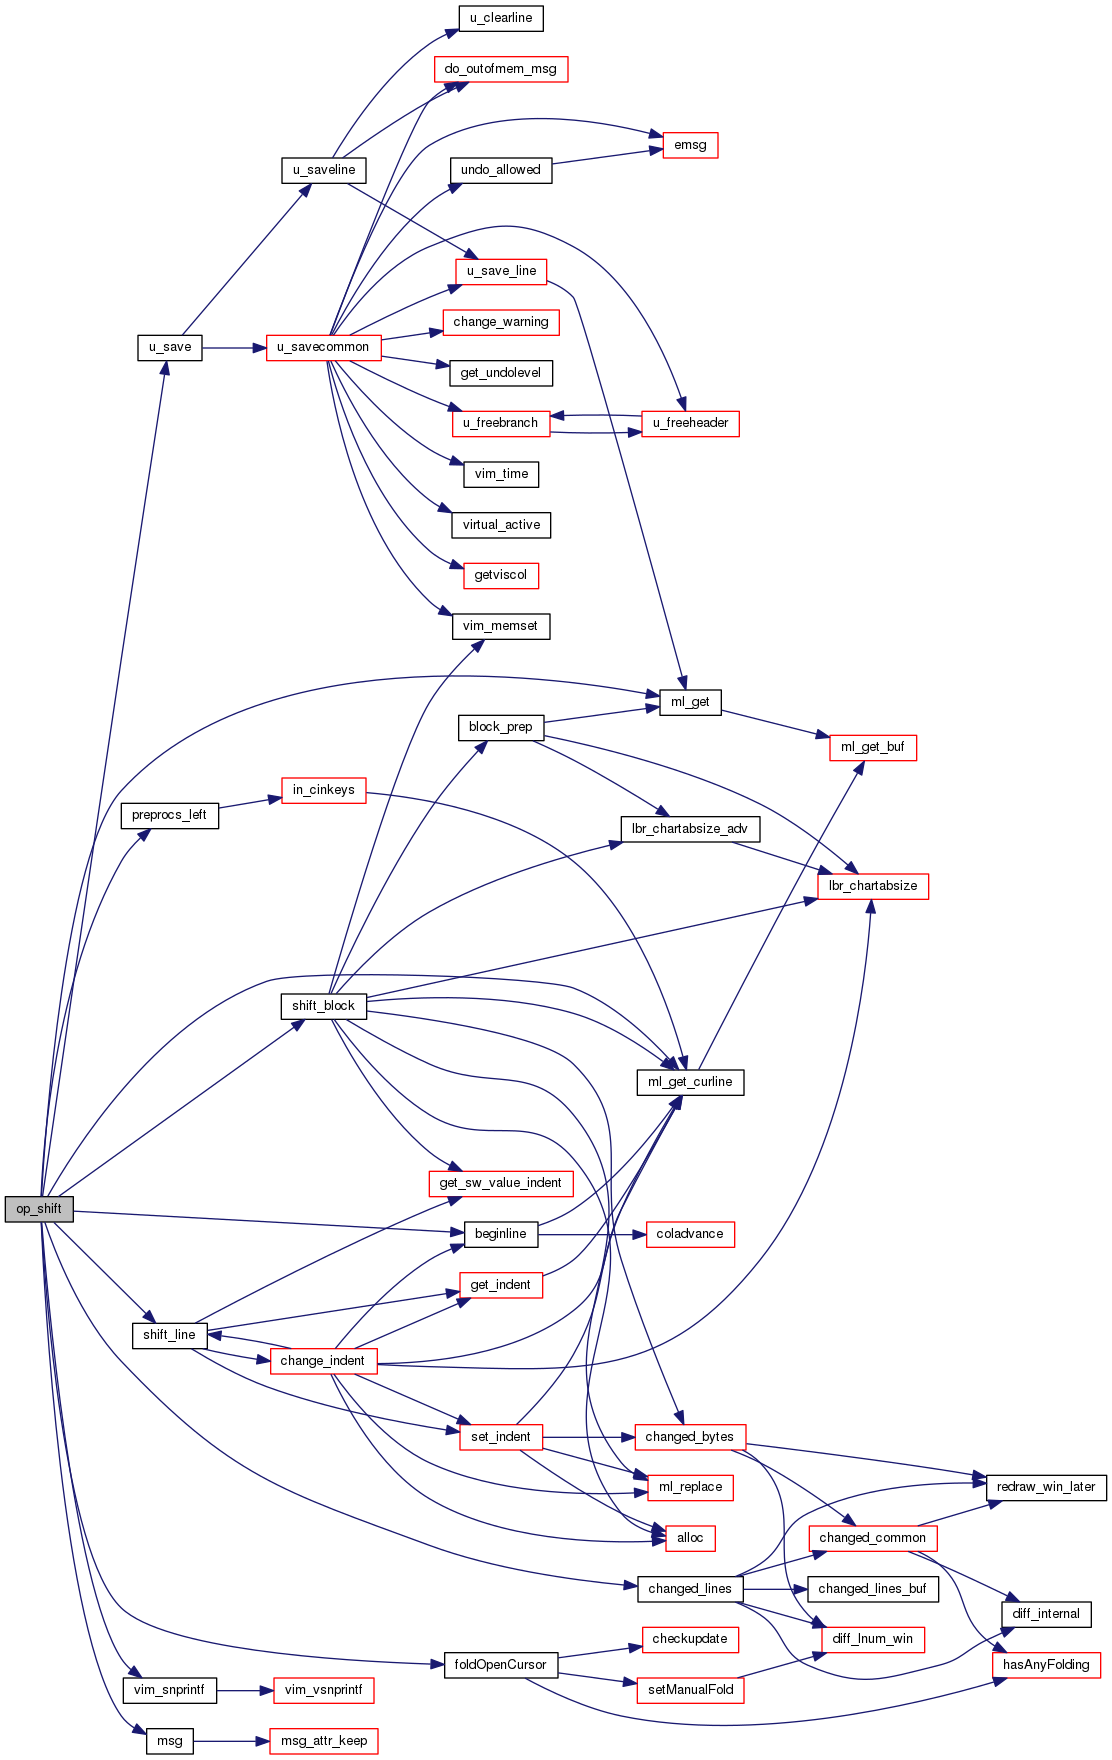 u_clearline
do_outofmem_msg
emsg
u_saveline
undo_allowed
u_save_line
change_warning
u_save
u_savecommon
get_undolevel
u_freebranch
u_freeheader
vim_time
virtual_active
getviscol
vim_memset
ml_get
block_prep
ml_get_buf
in_cinkeys
preprocs_left
lbr_chartabsize_adv
lbr_chartabsize
shift_block
ml_get_curline
get_sw_value_indent
op_shift
beginline
coladvance
get_indent
shift_line
change_indent
set_indent
changed_bytes
ml_replace
redraw_win_later
alloc
changed_common
changed_lines
changed_lines_buf
diff_internal
checkupdate
diff_lnum_win
foldOpenCursor
hasAnyFolding
vim_snprintf
vim_vsnprintf
setManualFold
msg
msg_attr_keep